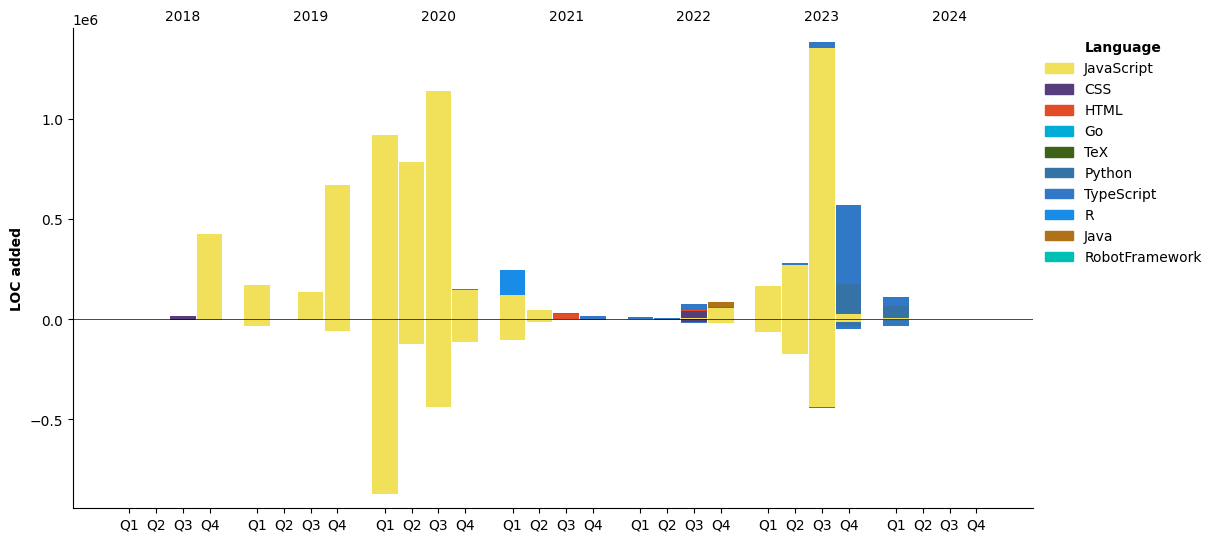 1e6
2018 2019 2020 2021 2022 2023 2024
LOC added
1.0
0.5
0.0
−0.5
Q1 Q2 Q3 Q4 Q1 Q2 Q3 Q4 Q1 Q2 Q3 Q4 Q1 Q2 Q3 Q4 Q1 Q2 Q3 Q4 Q1 Q2 Q3 Q4 Q1 Q2 Q3 Q4
Language
JavaScript
CSS
HTML
Go
TeX
Python
TypeScript
R
Java
RobotFramework